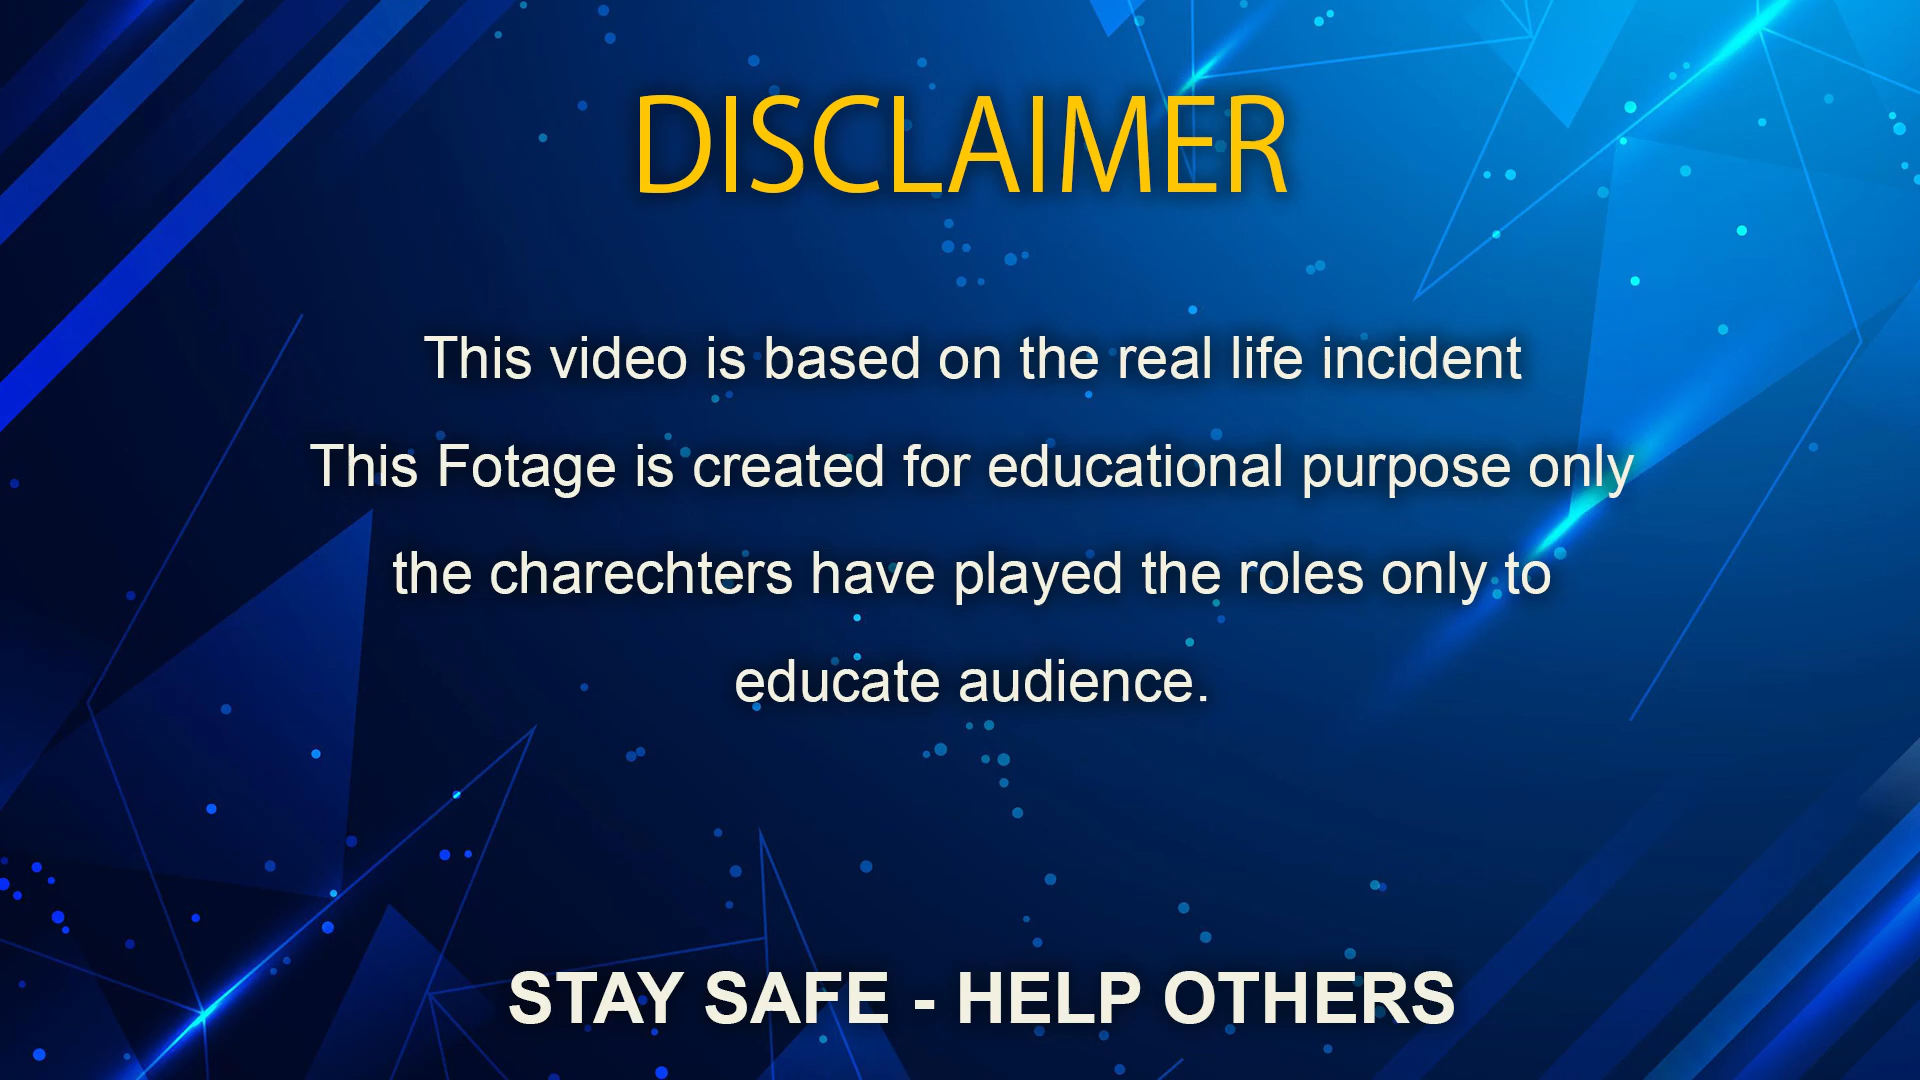 DISCLAIMER
This video is based on the real life incident
This Fotage is created for educational purpose only
the charechters have played the roles only to
educate audience.
STAY SAFE - HELP OTHERS